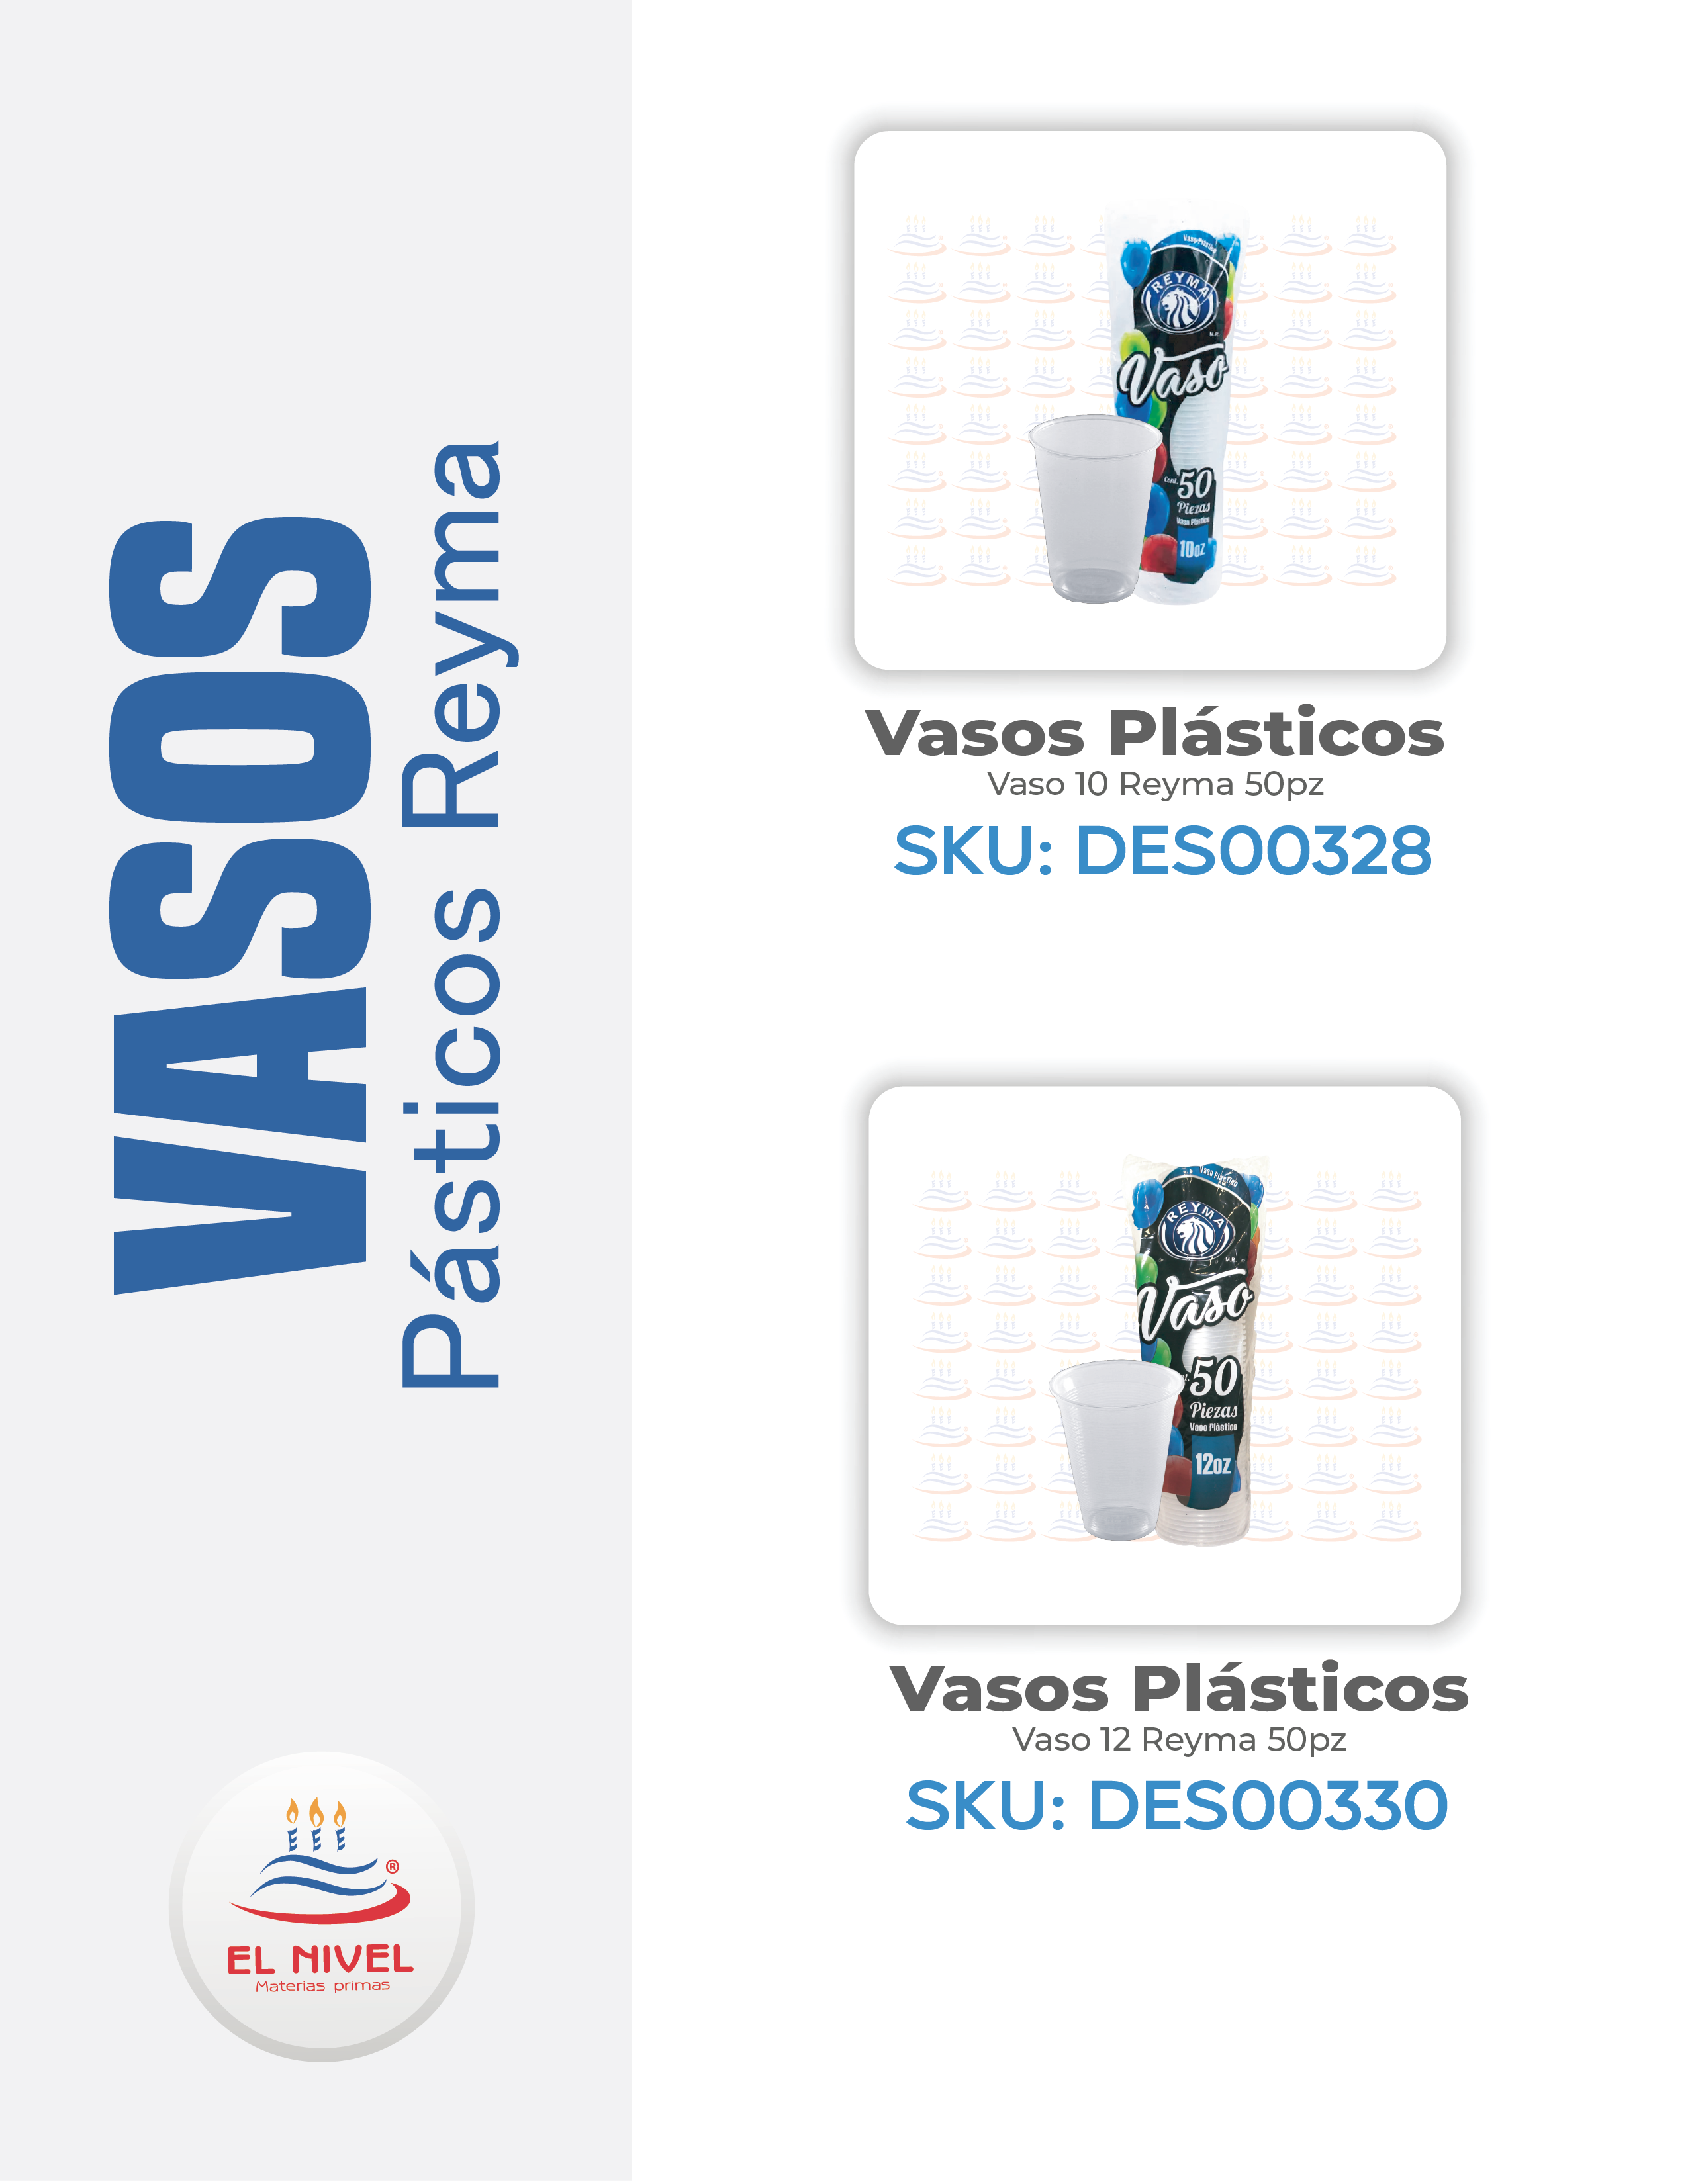 VASOS
Pásticos Reyma
Vaso Plástico
REYMA
M.R.
Vaso
Cont. 50
Piezas
Vaso Plástico
10oz
Vasos Plásticos
Vaso 10 Reyma 50pz
SKU: DES00328
Vaso Plástico
REYMA
M.R.
Vaso
50
Piezas
Vaso Plástico
12oz
Vasos Plásticos
Vaso 12 Reyma 50pz
SKU: DES00330
®
EL NIVEL
Materias primas